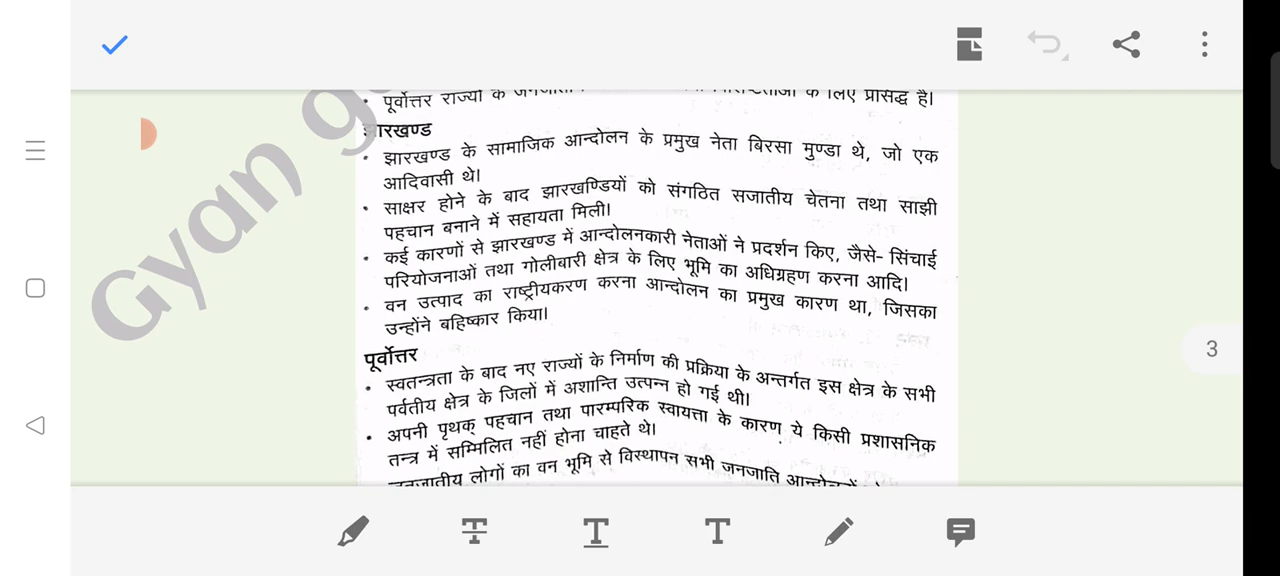 पूर्वोत्तर राज्यों के के लिए प्रसिद्ध है।
झारखण्ड
• झारखण्ड के सामाजिक आन्दोलन के प्रमुख नेता बिरसा मुण्डा थे, जो एक
आदिवासी थे।
• साक्षर होने के बाद झारखण्डियों को संगठित सजातीय चेतना तथा साझी
पहचान बनाने में सहायता मिली।
• कई कारणों से झारखण्ड में आन्दोलनकारी नेताओं ने प्रदर्शन किए, जैसे- सिंचाई
परियोजनाओं तथा गोलीबारी क्षेत्र के लिए भूमि का अधिग्रहण करना आदि।
• वन उत्पाद का राष्ट्रीयकरण करना आन्दोलन का प्रमुख कारण था, जिसका
उन्होंने बहिष्कार किया।
पूर्वोत्तर
• स्वतन्त्रता के बाद नए राज्यों के निर्माण की प्रक्रिया के अन्तर्गत इस क्षेत्र के सभी
पर्वतीय क्षेत्र के जिलों में अशान्ति उत्पन्न हो गई थी।
• अपनी पृथक् पहचान तथा पारम्परिक स्वायत्ता के कारण ये किसी प्रशासनिक
तन्त्र में सम्मिलित नहीं होना चाहते थे।
लोगों का वन भूमि से विस्थापन सभी जनजाति
Gyan
3